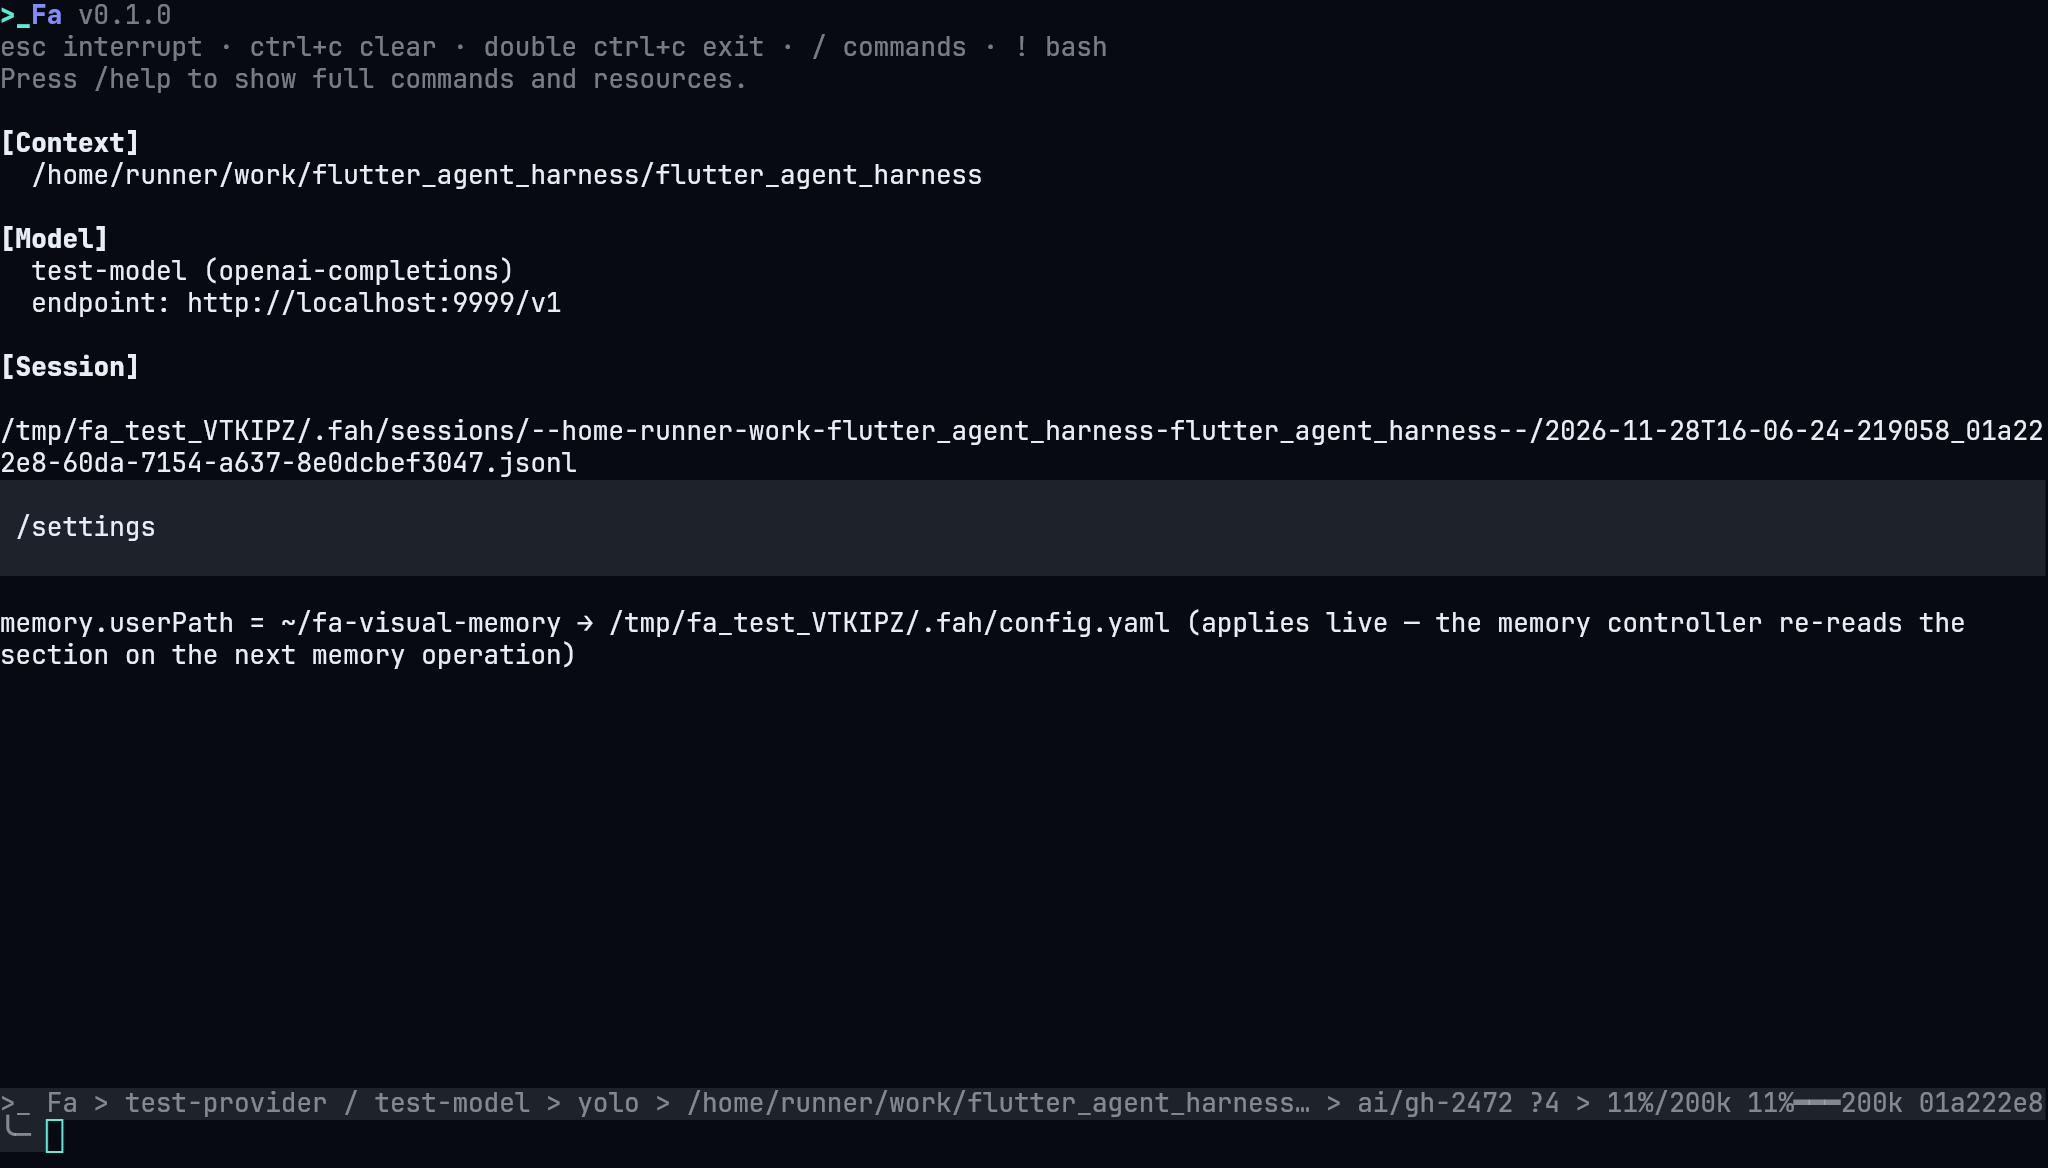 >_Fa v0.1.0
esc interrupt · ctrl+c clear · double ctrl+c exit · / commands · ! bash
Press /help to show full commands and resources.
[Context]
/home/runner/work/flutter_agent_harness/flutter_agent_harness
[Model]
test-model (openai-completions)
endpoint: http://localhost:9999/v1
[Session]
/tmp/fa_test_VTKIPZ/.fah/sessions/--home-runner-work-flutter_agent_harness-flutter_agent_harness--/2026-11-28T16-06-24-219058_01a22
2e8-60da-7154-a637-8e0dcbef3047.jsonl
/settings
memory.userPath = ~/fa-visual-memory → /tmp/fa_test_VTKIPZ/.fah/config.yaml (applies live — the memory controller re-reads the
section on the next memory operation)
>_ Fa > test-provider / test-model > yolo > /home/runner/work/flutter_agent_harness… > ai/gh-2472 ?4 > 11%/200k 11%━━━200k 01a222e8